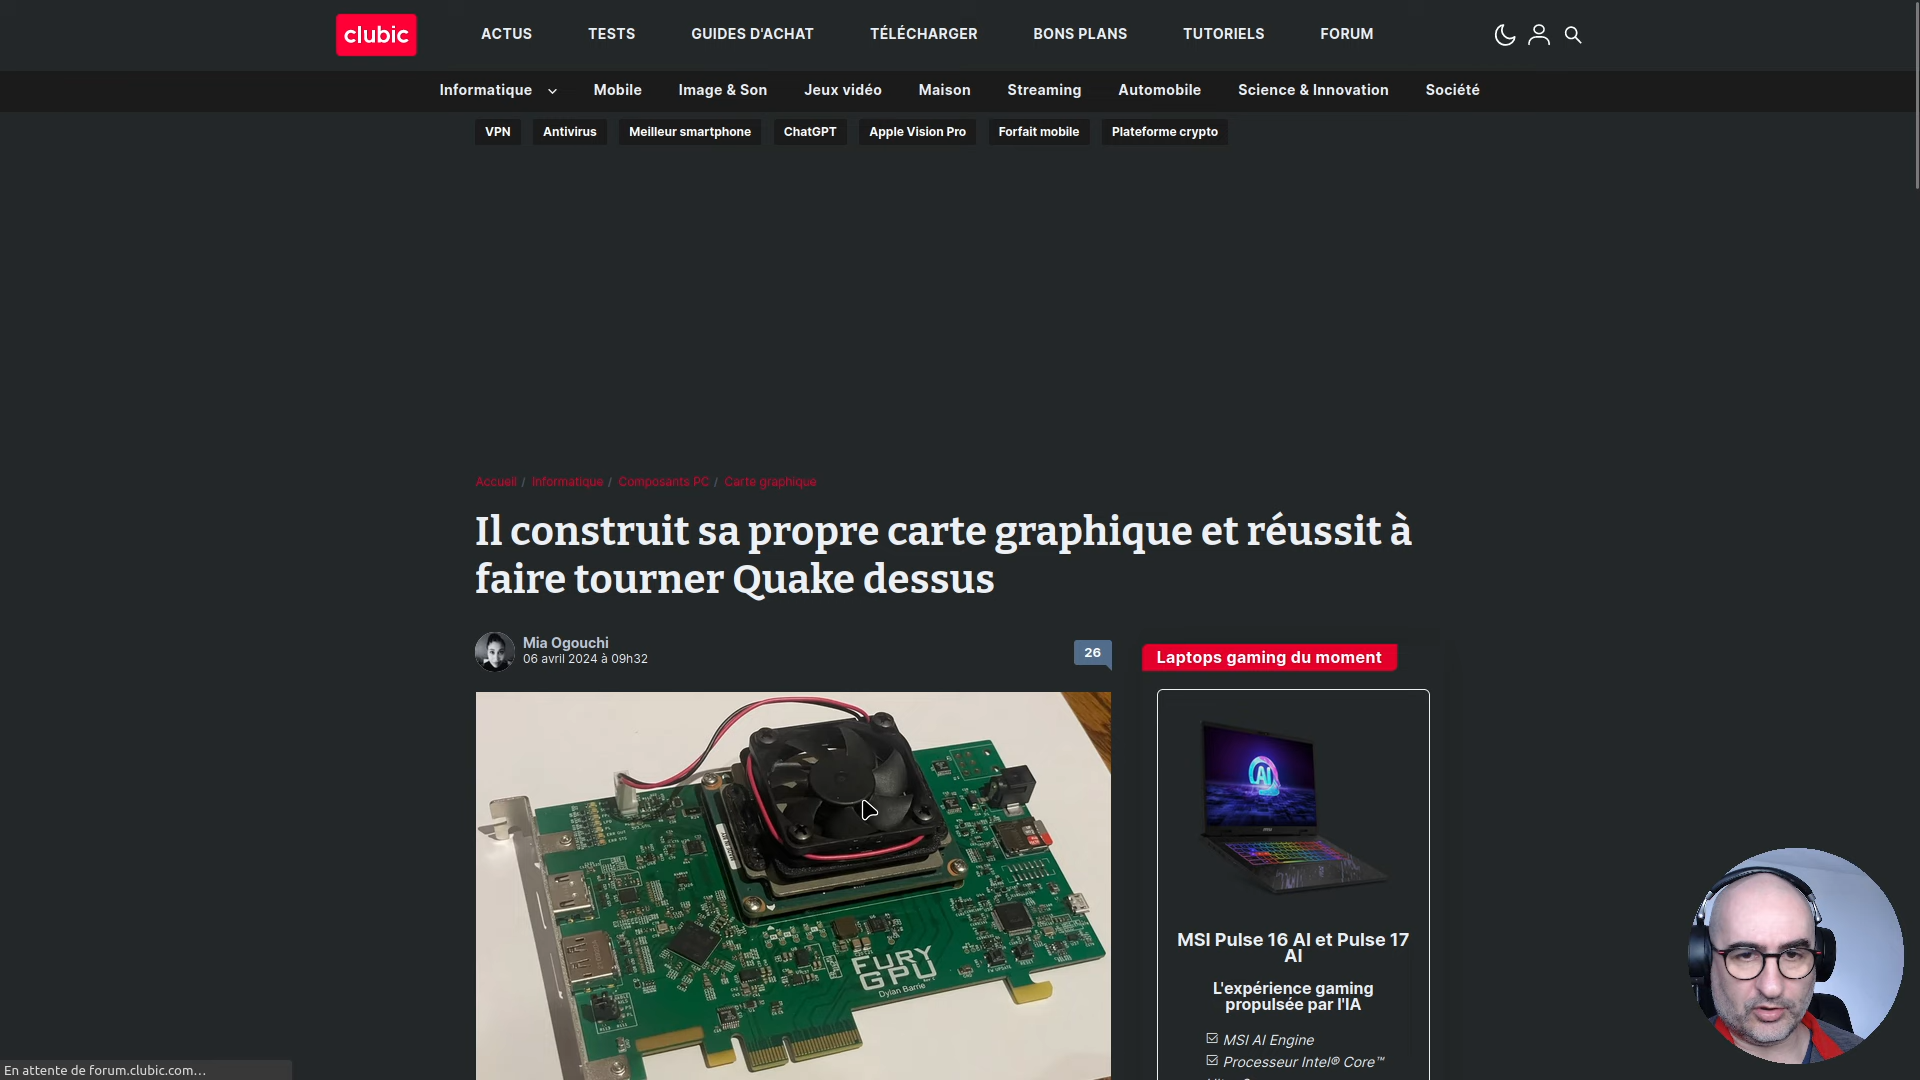 clubic
ACTUS TESTS GUIDES D'ACHAT TÉLÉCHARGER BONS PLANS TUTORIELS FORUM
Informatique Mobile Image & Son Jeux vidéo Maison Streaming Automobile Science & Innovation Société
VPN Antivirus Meilleur smartphone ChatGPT Apple Vision Pro Forfait mobile Plateforme crypto
Accueil / Informatique / Composants PC / Carte graphique
Il construit sa propre carte graphique et réussit à
faire tourner Quake dessus
Mia Ogouchi
06 avril 2024 à 09h32
26
FURY
GPU
Dylan Barrie
Laptops gaming du moment
AI
MSI Pulse 16 AI et Pulse 17
AI
L'expérience gaming
propulsée par l'IA
MSI AI Engine
Processeur Intel® Core™
En attente de forum.clubic.com…